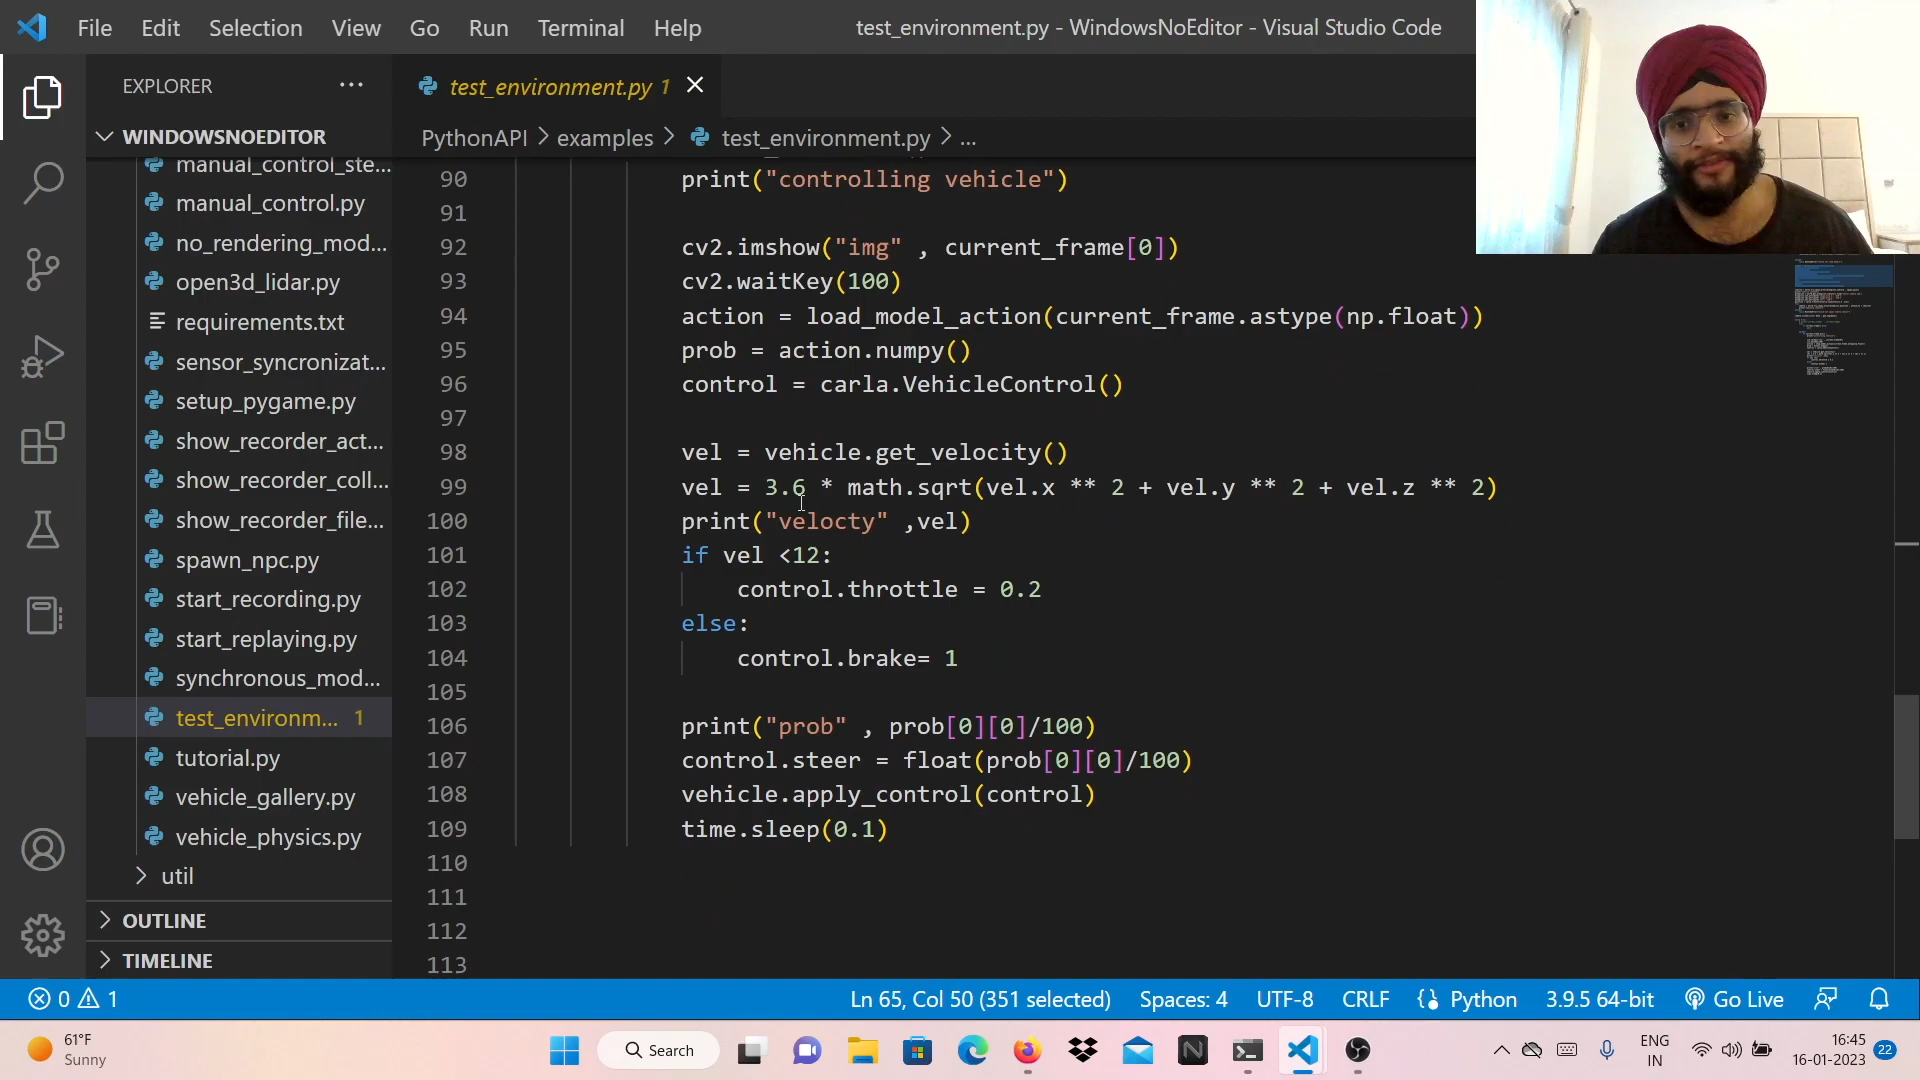 File Edit Selection View Go Run Terminal Help
test_environment.py - WindowsNoEditor - Visual Studio Code
EXPLORER
test_environment.py 1
WINDOWSNOEDITOR
PythonAPI > examples > test_environment.py > ...
manual_control_ste...
manual_control.py
no_rendering_mod...
open3d_lidar.py
requirements.txt
sensor_syncronizat...
setup_pygame.py
show_recorder_act...
show_recorder_coll...
show_recorder_file...
spawn_npc.py
start_recording.py
start_replaying.py
synchronous_mod...
test_environm... 1
tutorial.py
vehicle_gallery.py
vehicle_physics.py
util
OUTLINE
TIMELINE
90 print("controlling vehicle")
91
92 cv2.imshow("img" , current_frame[0])
93 cv2.waitKey(100)
94 action = load_model_action(current_frame.astype(np.float))
95 prob = action.numpy()
96 control = carla.VehicleControl()
97
98 vel = vehicle.get_velocity()
99 vel = 3.6 * math.sqrt(vel.x ** 2 + vel.y ** 2 + vel.z ** 2)
100 print("velocty" ,vel)
101 if vel <12:
102 control.throttle = 0.2
103 else:
104 control.brake= 1
105
106 print("prob" , prob[0][0]/100)
107 control.steer = float(prob[0][0]/100)
108 vehicle.apply_control(control)
109 time.sleep(0.1)
110
111
112
113
0 1 Ln 65, Col 50 (351 selected) Spaces: 4 UTF-8 CRLF Python 3.9.5 64-bit Go Live
61°F
Sunny
Search
ENG
IN
16:45
16-01-2023
22